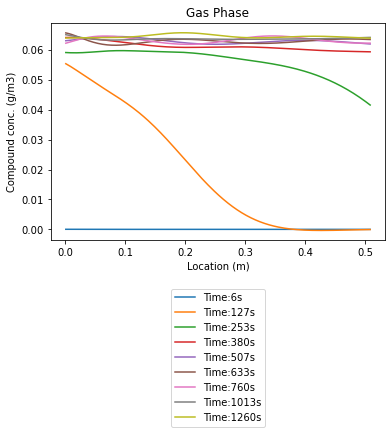 Gas Phase
Compound conc. (g/m3)
0.06
0.05
0.04
0.03
0.02
0.01
0.00
0.0 0.1 0.2 0.3 0.4 0.5
Location (m)
Time:6s
Time:127s
Time:253s
Time:380s
Time:507s
Time:633s
Time:760s
Time:1013s
Time:1260s